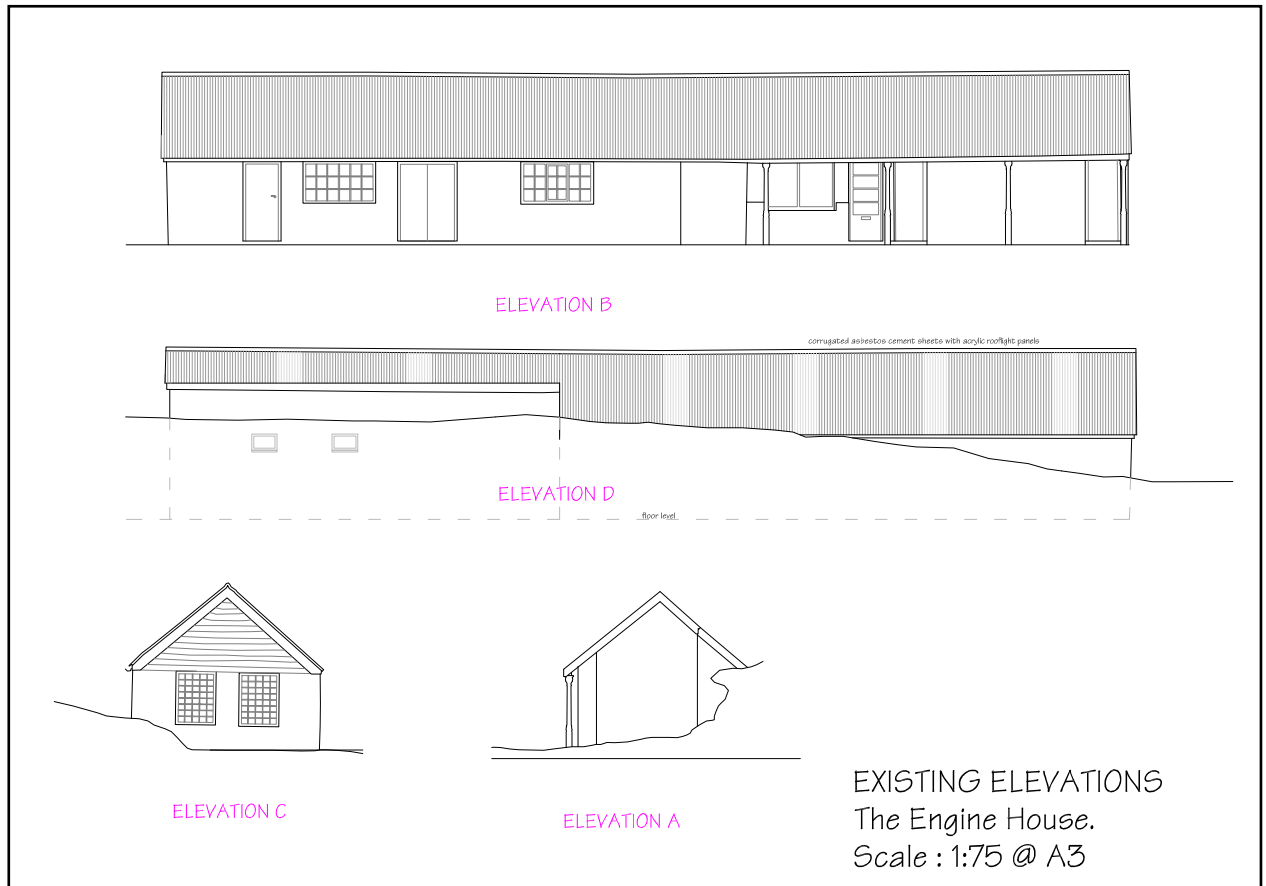 ELEVATION B
corrugated asbestos cement sheets with acrylic rooflight panels
ELEVATION D
floor level
ELEVATION C
ELEVATION A
EXISTING ELEVATIONS
The Engine House.
Scale : 1:75 @ A3